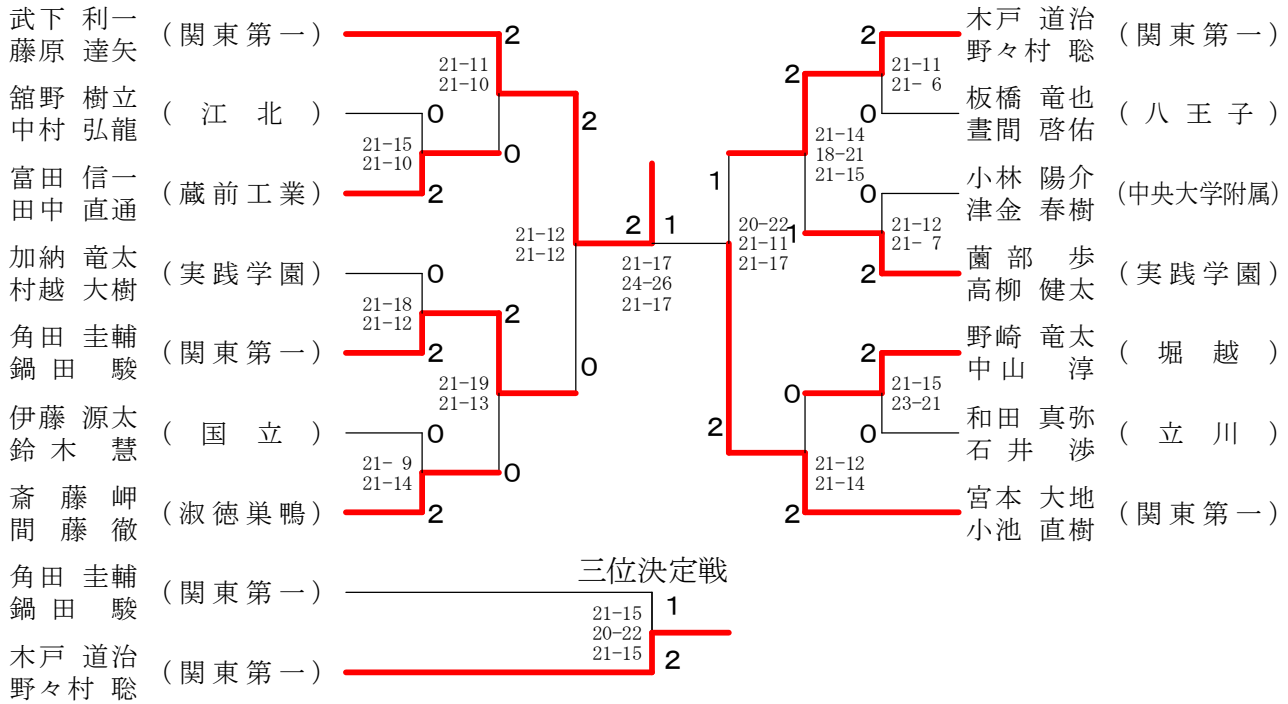 武下 利一
藤原 達矢
(関東第一)
舘野 樹立
中村 弘龍
(江北)
富田 信一
田中 直通
(蔵前工業)
加納 竜太
村越 大樹
(実践学園)
角田 圭輔
鍋田 駿
(関東第一)
伊藤 源太
鈴木 慧
(国立)
斎藤 岬
間藤 徹
(淑徳巣鴨)
2
21-11
21-10
0
21-15
21-10
2
0
2
0
21-18
21-12
2
2
21-19
21-13
0
21- 9
21-14
2
0
0
21-12
21-12
2 1
21-17
24-26
21-17
1
20-22
21-11
21-17
2
2
21-14
18-21
21-15
1
0
21-12
21-14
2
2
21-11
21- 6
0
0
21-12
21- 7
2
2
21-15
23-21
0
木戸 道治
野々村 聡
(関東第一)
板橋 竜也
晝間 啓佑
(八王子)
小林 陽介
津金 春樹
(中央大学附属)
薗部 歩
高柳 健太
(実践学園)
野崎 竜太
中山 淳
(堀越)
和田 真弥
石井 渉
(立川)
宮本 大地
小池 直樹
(関東第一)
三位決定戦
角田 圭輔
鍋田 駿
(関東第一)
1
21-15
20-22
21-15
2
木戸 道治
野々村 聡
(関東第一)